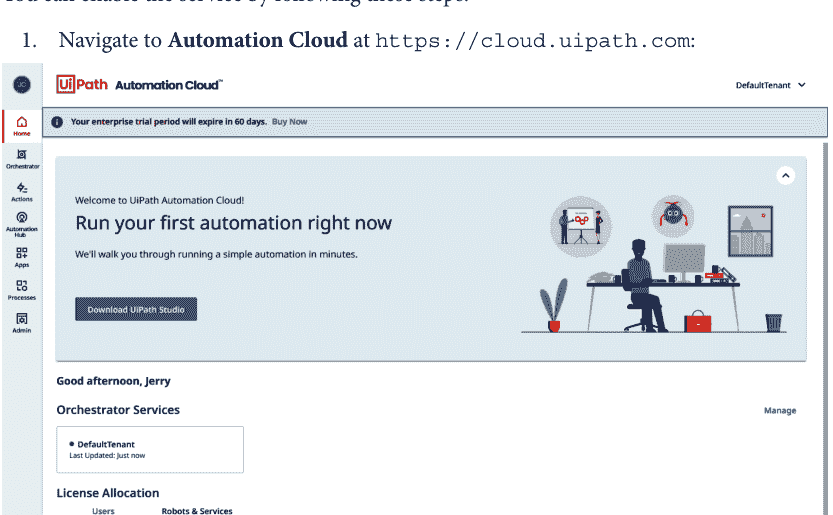 You can enable the service by following these steps:
1. Navigate to Automation Cloud at https://cloud.uipath.com:
JC
UiPath Automation Cloud™
DefaultTenant
Your enterprise trial period will expire in 60 days. Buy Now
Home
Orchestrator
Actions
Automation Hub
Apps
Processes
Admin
Welcome to UiPath Automation Cloud!
Run your first automation right now
We'll walk you through running a simple automation in minutes.
Download UiPath Studio
Good afternoon, Jerry
Orchestrator Services
Manage
DefaultTenant
Last Updated: Just now
License Allocation
Users
Robots & Services